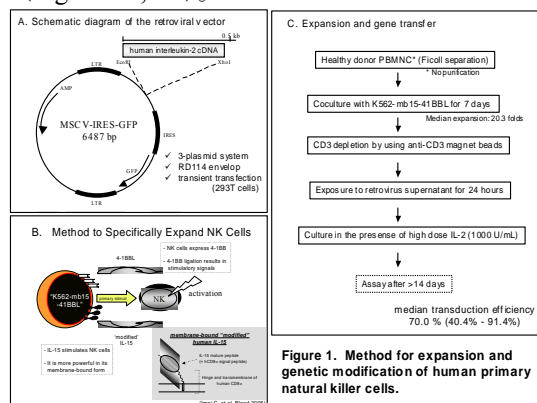 A. Schematic diagram of the retroviral vector
0.5 kb
human interleukin-2 cDNA
EcoRI
XhoI
LTR
AMP
MSCV-IRES-GFP
6487 bp
IRES
GFP
LTR
✓ 3-plasmid system
✓ RD114 envelop
✓ transient transfection
(293T cells)
B. Method to Specifically Expand NK Cells
4-1BBL
- NK cells express 4-1BB
- 4-1BB ligation results in
stimulatory signals
"K562-mb15
-41BBL"
primary stimuli
NK
activation
'modified'
IL-15
- IL-15 stimulates NK cells
- It is more powerful in its
membrane-bound form
membrane-bound "modified"
human IL-15
IL-15 mature peptide
(+ hCD8α signal peptide)
Hinge and transmembrane
of human CD8α
C. Expansion and gene transfer
Healthy donor PBMNC* (Ficoll separation)
* No purification
Coculture with K562-mb15-41BBL for 7 days
Median expansion: 20.3 folds
CD3 depletion by using anti-CD3 magnet beads
Exposure to retrovirus supernatant for 24 hours
Culture in the presence of high dose IL-2 (1000 U/mL)
Assay after >14 days
median transduction efficiency
70.0 % (40.4% - 91.4%)
Figure 1. Method for expansion and
genetic modification of human primary
natural killer cells.